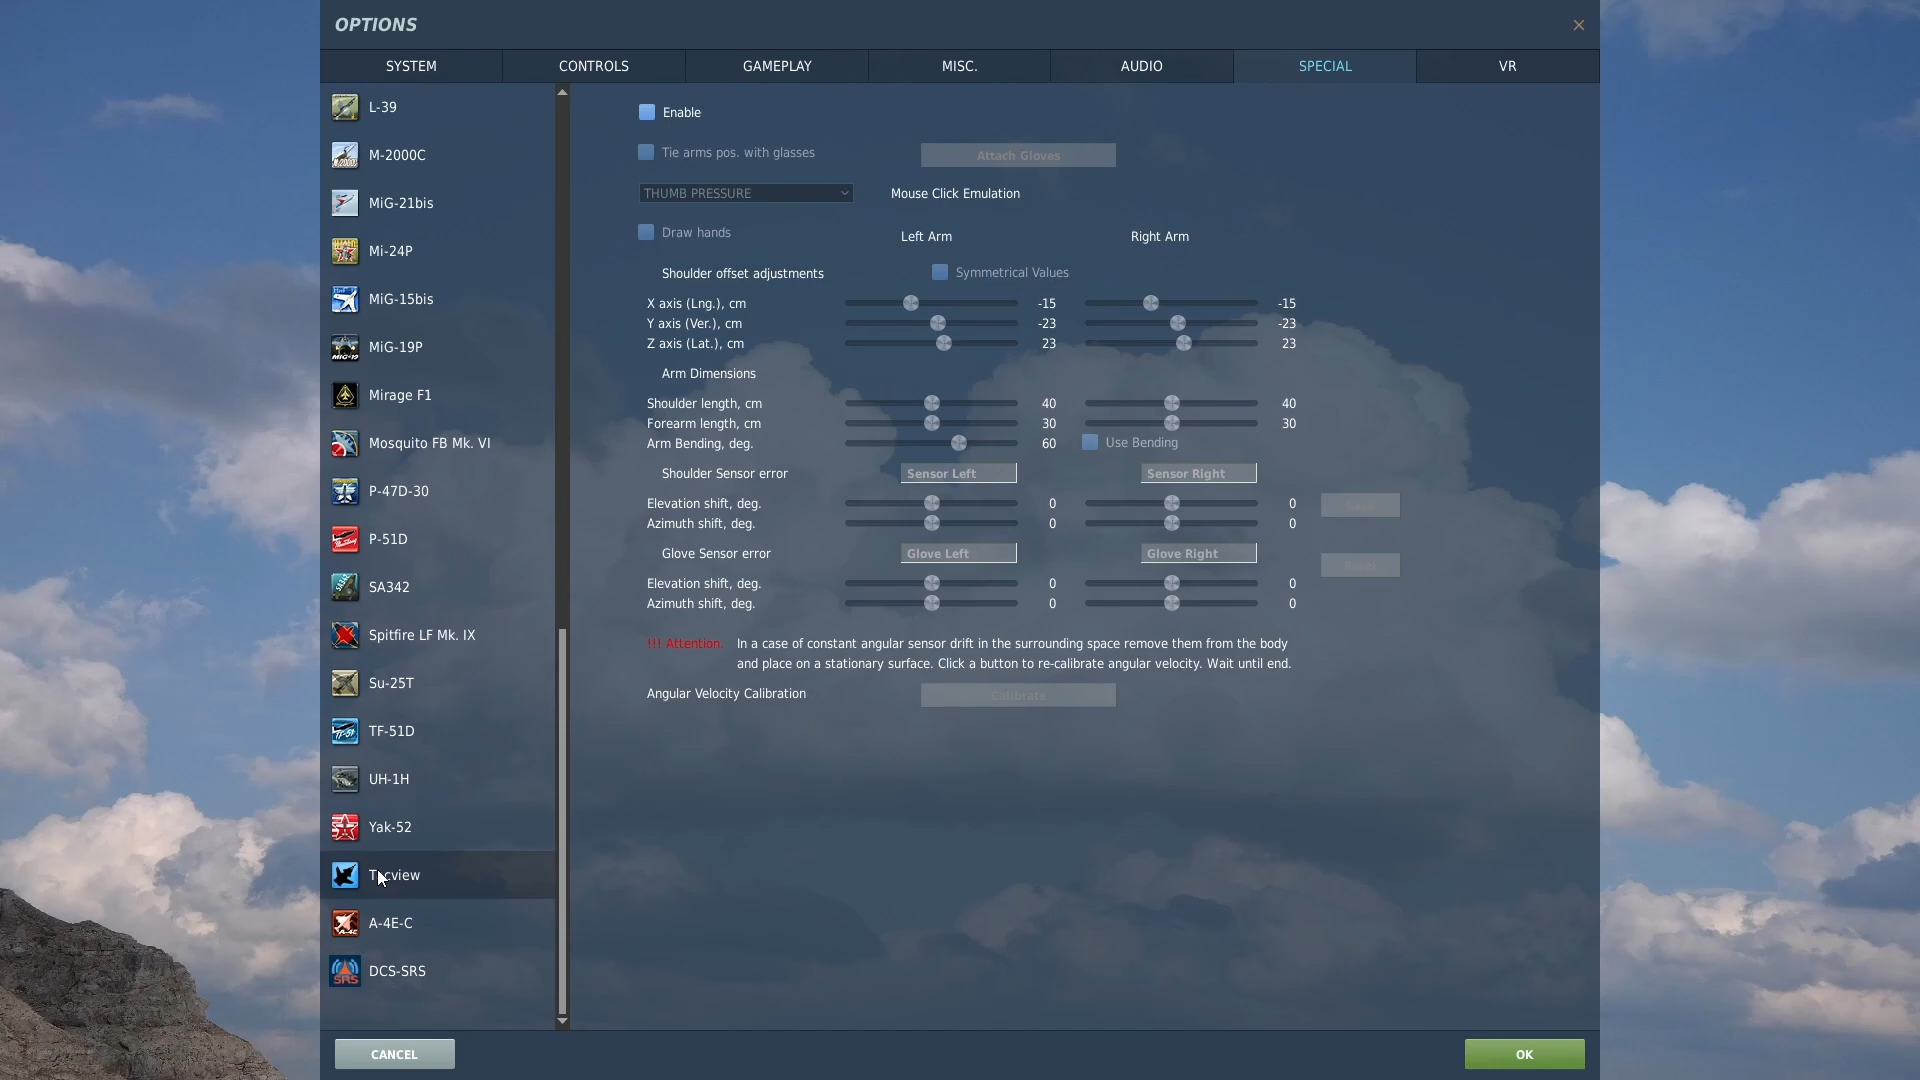 OPTIONS
×
SYSTEM
CONTROLS
GAMEPLAY
MISC.
AUDIO
SPECIAL
VR
L-39
M-2000C
MiG-21bis
Mi-24P
MiG-15bis
MiG-19P
Mirage F1
Mosquito FB Mk. VI
P-47D-30
P-51D
SA342
Spitfire LF Mk. IX
Su-25T
TF-51D
UH-1H
Yak-52
Tacview
A-4E-C
DCS-SRS
Enable
Tie arms pos. with glasses
Attach Gloves
THUMB PRESSURE
Mouse Click Emulation
Draw hands
Left Arm
Right Arm
Shoulder offset adjustments
Symmetrical Values
X axis (Lng.), cm -15 -15
Y axis (Ver.), cm -23 -23
Z axis (Lat.), cm 23 23
Arm Dimensions
Shoulder length, cm 40 40
Forearm length, cm 30 30
Arm Bending, deg. 60 Use Bending
Shoulder Sensor error Sensor Left Sensor Right
Elevation shift, deg. 0 0
Azimuth shift, deg. 0 0
Glove Sensor error Glove Left Glove Right
Elevation shift, deg. 0 0
Azimuth shift, deg. 0 0
!!! Attention. In a case of constant angular sensor drift in the surrounding space remove them from the body
and place on a stationary surface. Click a button to re-calibrate angular velocity. Wait until end.
Angular Velocity Calibration
Calibrate
CANCEL
OK